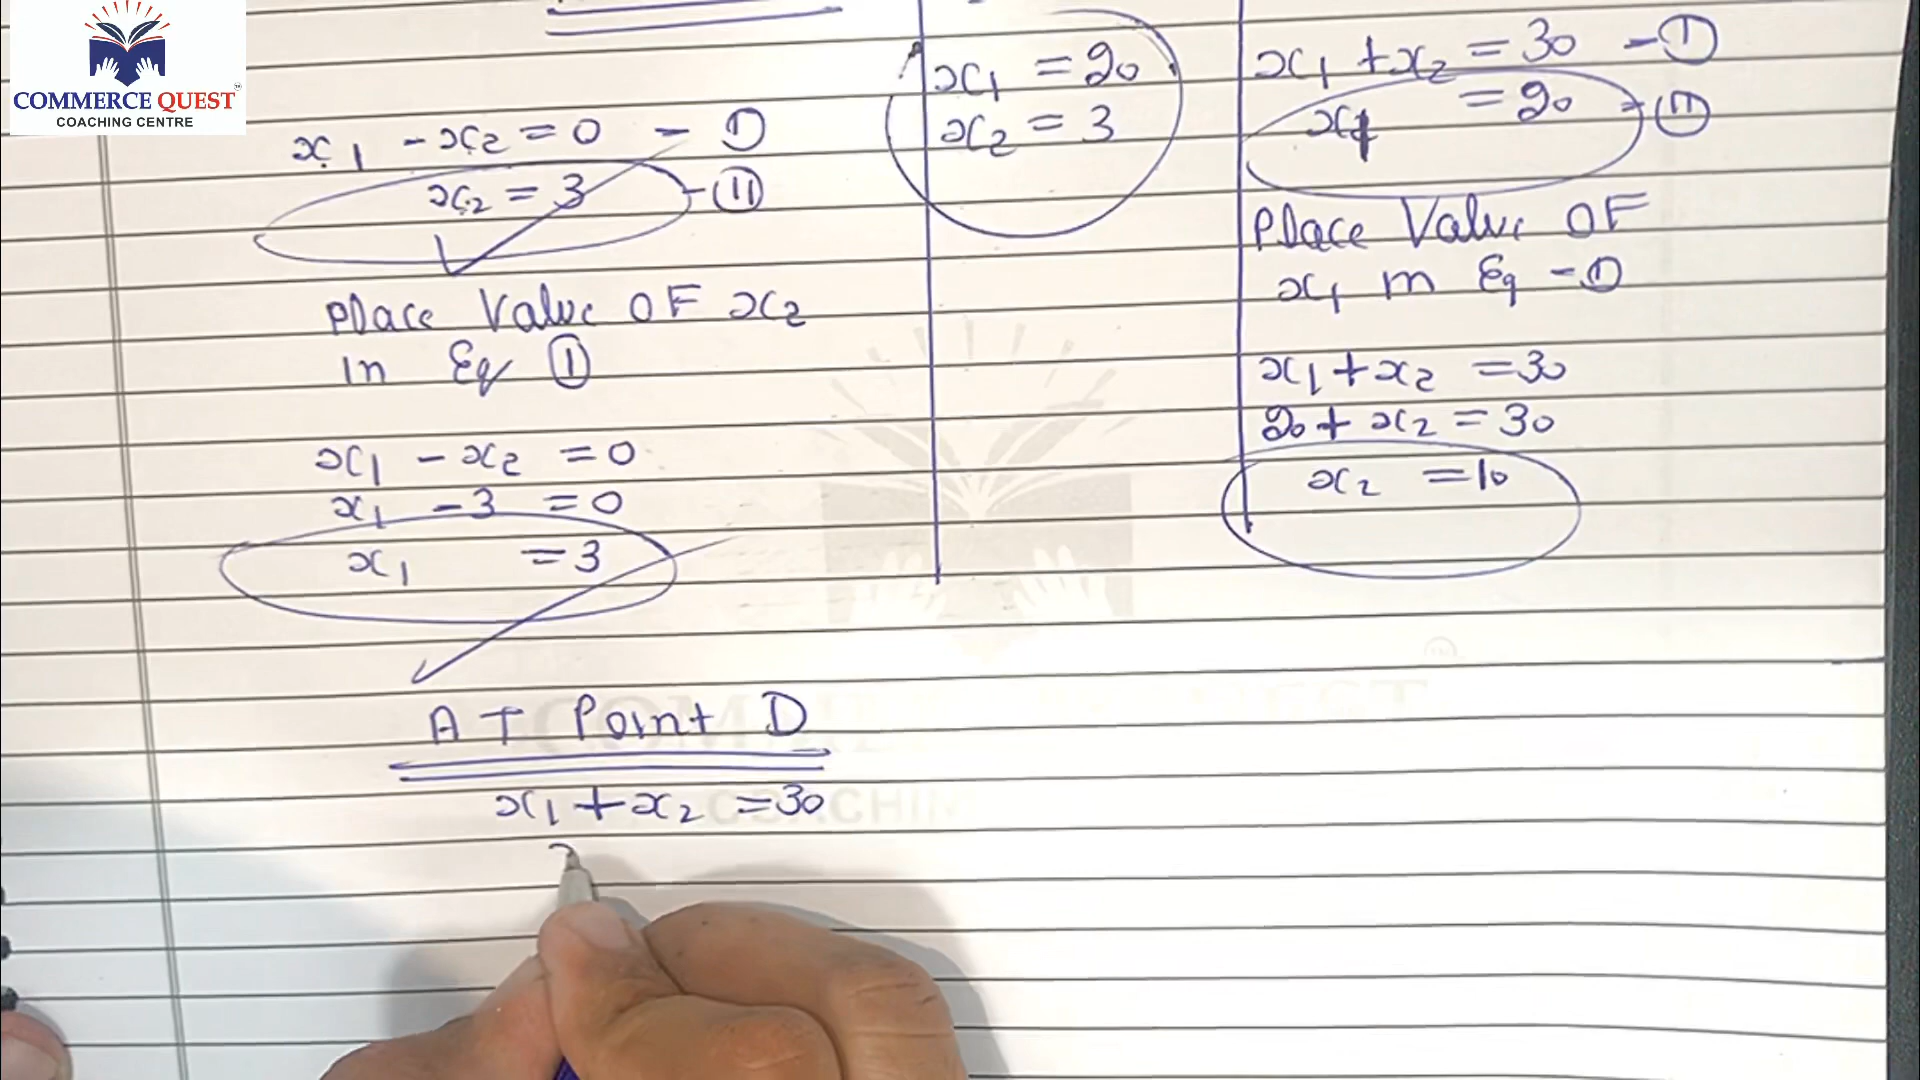 COMMERCE QUEST
COACHING CENTRE
x₁ - x₂ = 0 - Ⓘ
x₂ = 3 - Ⓘ Ⓘ
Place Value OF x₂
in Eq Ⓘ
x₁ - x₂ = 0
x₁ - 3 = 0
x₁ = 3
x₁ = 20
x₂ = 3
x₁ + x₂ = 30 - Ⓘ
x₁ = 20 - Ⓘ Ⓘ
Place Value OF
x₁ in Eq - Ⓘ
x₁ + x₂ = 30
20 + x₂ = 30
x₂ = 10
AT Point D
x₁ + x₂ = 30